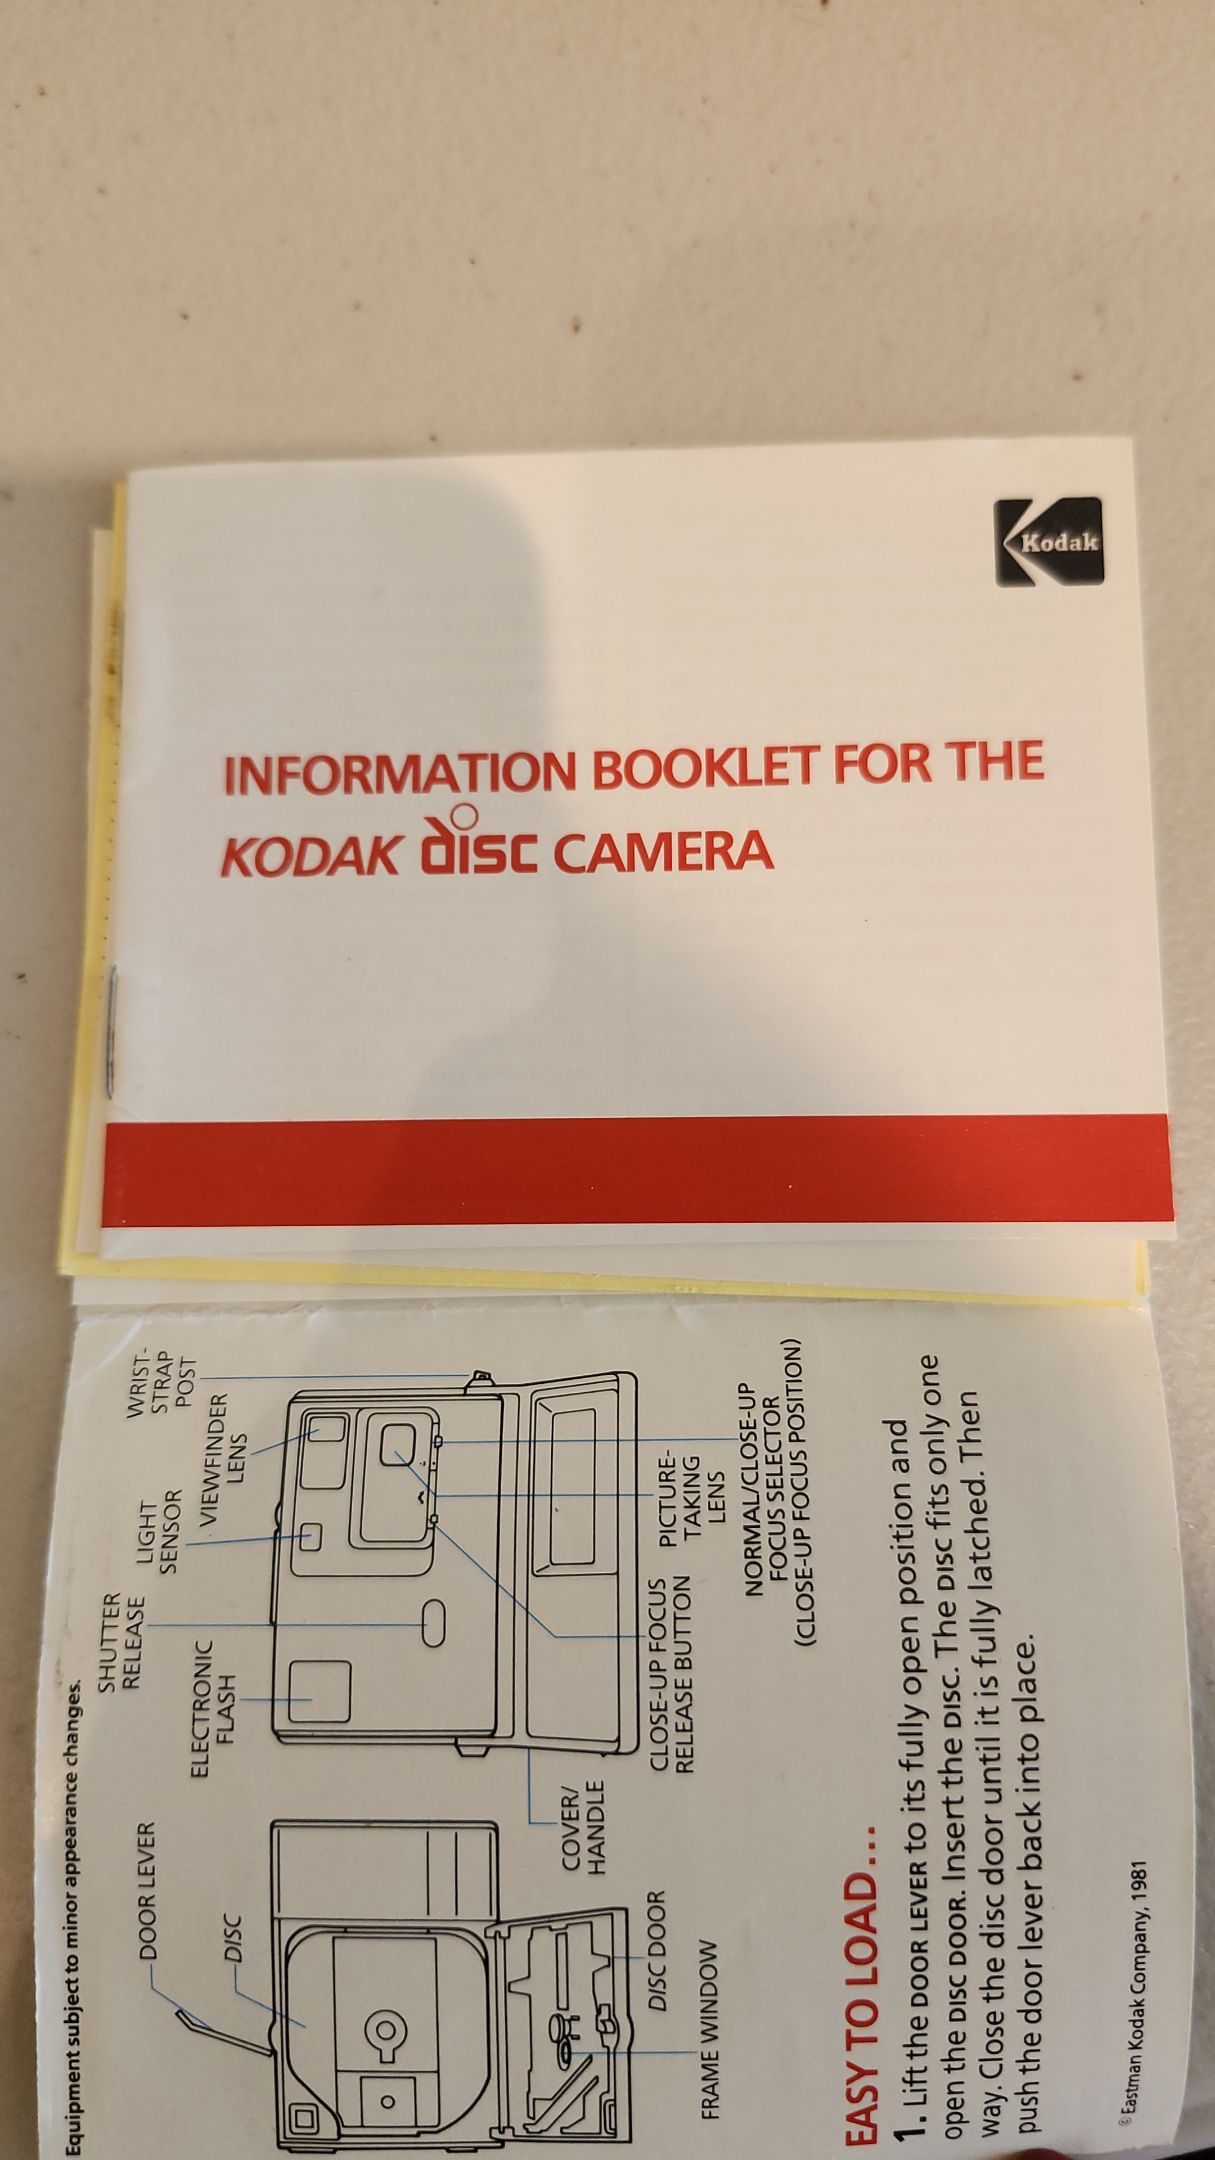 Kodak
INFORMATION BOOKLET FOR THE
KODAK disc CAMERA
Equipment subject to minor appearance changes.
DOOR LEVER
DISC
SHUTTER
RELEASE
ELECTRONIC
FLASH
LIGHT
SENSOR
VIEWFINDER
LENS
WRIST-
STRAP
POST
COVER/
HANDLE
DISC DOOR
FRAME WINDOW
CLOSE-UP FOCUS
RELEASE BUTTON
PICTURE-
TAKING
LENS
NORMAL/CLOSE-UP
FOCUS SELECTOR
(CLOSE-UP FOCUS POSITION)
EASY TO LOAD...
1. Lift the DOOR LEVER to its fully open position and
open the DISC DOOR. Insert the DISC. The DISC fits only one
way. Close the disc door until it is fully latched. Then
push the door lever back into place.
© Eastman Kodak Company, 1981